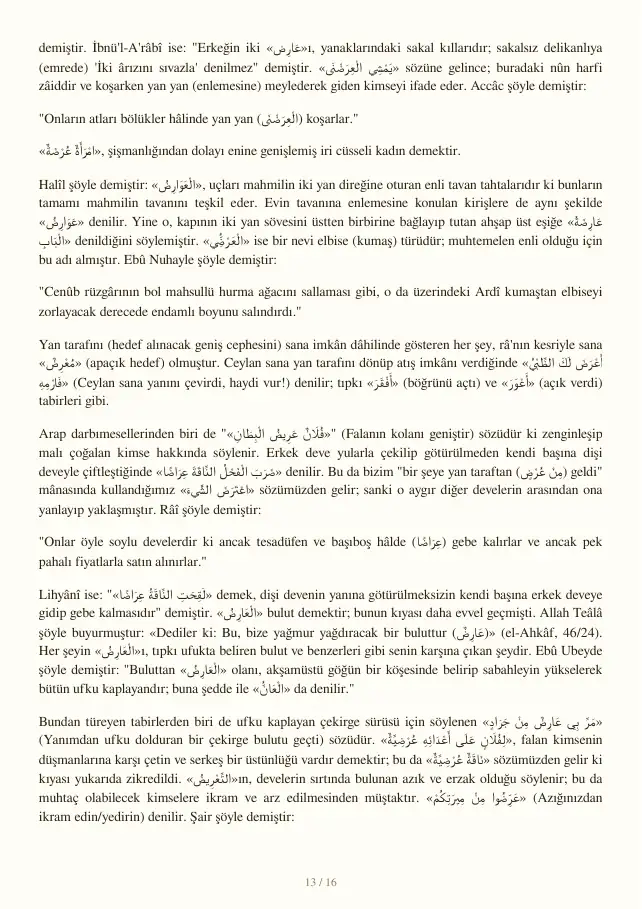 demiştir. İbnü'l-A'râbî ise: "Erkeğin iki «عَارِض»ı, yanaklarındaki sakal kıllarıdır; sakalsız delikanlıya
(emrede) 'İki ârızını sıvazla' denilmez" demiştir. «يَمْشِي الْعِرَضْنَى» sözüne gelince; buradaki nûn harfi
zâiddir ve koşarken yan yan (enlemesine) meylederek giden kimseyi ifade eder. Accâc şöyle demiştir:
"Onların atları bölükler hâlinde yan yan (الْعِرَضْنَى) koşarlar."
«امْرَأَةٌ عُرْضَةٌ», şişmanlığından dolayı enine genişlemiş iri cüsseli kadın demektir.
Halîl şöyle demiştir: «الْعَوَارِضُ», uçları mahmilin iki yan direğine oturan enli tavan tahtalarıdır ki bunların
tamamı mahmilin tavanını teşkil eder. Evin tavanına enlemesine konulan kirişlere de aynı şekilde
«عَوَارِضُ» denilir. Yine o, kapının iki yan sövesini üstten birbirine bağlayıp tutan ahşap üst eşiğe «عَارِضَةُ
الْبَابِ» denildiğini söylemiştir. «الْعَرْضِيُّ» ise bir nevi elbise (kumaş) türüdür; muhtemelen enli olduğu için
bu adı almıştır. Ebû Nuhayle şöyle demiştir:
"Cenûb rüzgârının bol mahsullü hurma ağacını sallaması gibi, o da üzerindeki Ardî kumaştan elbiseyi
zorlayacak derecede endamlı boyunu salındırdı."
Yan tarafını (hedef alınacak geniş cephesini) sana imkân dâhilinde gösteren her şey, râ'nın kesriyle sana
«مُعْرِضٌ» (apaçık hedef) olmuştur. Ceylan sana yan tarafını dönüp atış imkânı verdiğinde «أَعْرَضَ لَكَ الظَّبْيُ
فَارْمِهِ» (Ceylan sana yanını çevirdi, haydi vur!) denilir; tıpkı «أَفْقَرَ» (böğrünü açtı) ve «أَعْوَرَ» (açık verdi)
tabirleri gibi.
Arap darbımesellerinden biri de "«فُلَانٌ عَرِيضُ الْبِطَانِ»" (Falanın kolanı geniştir) sözüdür ki zenginleşip
malı çoğalan kimse hakkında söylenir. Erkek deve yularla çekilip götürülmeden kendi başına dişi
deveyle çiftleştiğinde «ضَرَبَ الْفَحْلُ النَّاقَةَ عِرَاضًا» denilir. Bu da bizim "bir şeye yan taraftan (مِنْ عُرْضٍ) geldi"
mânasında kullandığımız «اعْتَرَضَ الشَّيْءَ» sözümüzden gelir; sanki o aygır diğer develerin arasından ona
yanlayıp yaklaşmıştır. Râî şöyle demiştir:
"Onlar öyle soylu develerdir ki ancak tesadüfen ve başıboş hâlde (عِرَاضًا) gebe kalırlar ve ancak pek
pahalı fiyatlarla satın alınırlar."
Lihyânî ise: "«لَقِحَتِ النَّاقَةُ عِرَاضًا» demek, dişi devenin yanına götürülmeksizin kendi başına erkek deveye
gidip gebe kalmasıdır" demiştir. «الْعَارِضُ» bulut demektir; bunun kıyası daha evvel geçmişti. Allah Teâlâ
şöyle buyurmuştur: «Dediler ki: Bu, bize yağmur yağdıracak bir buluttur (عَارِضٌ)» (el-Ahkâf, 46/24).
Her şeyin «الْعَارِضُ»ı, tıpkı ufukta beliren bulut ve benzerleri gibi senin karşına çıkan şeydir. Ebû Ubeyde
şöyle demiştir: "Buluttan «الْعَارِضُ» olanı, akşamüstü göğün bir köşesinde belirip sabahleyin yükselerek
bütün ufku kaplayandır; buna şedde ile «الْعَانُّ» da denilir."
Bundan türeyen tabirlerden biri de ufku kaplayan çekirge sürüsü için söylenen «مَرَّ بِي عَارِضٌ مِنْ جَرَادٍ»
(Yanımdan ufku dolduran bir çekirge bulutu geçti) sözüdür. «لِفُلَانٍ عَلَى أَعْدَائِهِ عُرْضِيَّةٌ», falan kimsenin
düşmanlarına karşı çetin ve serkeş bir üstünlüğü vardır demektir; bu da «نَاقَةٌ عُرْضِيَّةٌ» sözümüzden gelir ki
kıyası yukarıda zikredildi. «التَّعْرِيضُ»ın, develerin sırtında bulunan azık ve erzak olduğu söylenir; bu da
muhtaç olabilecek kimselere ikram ve arz edilmesinden müştaktır. «عَرِّضُوا مِنْ مِيرَتِكُمْ» (Azığınızdan
ikram edin/yedirin) denilir. Şair şöyle demiştir:
13 / 16